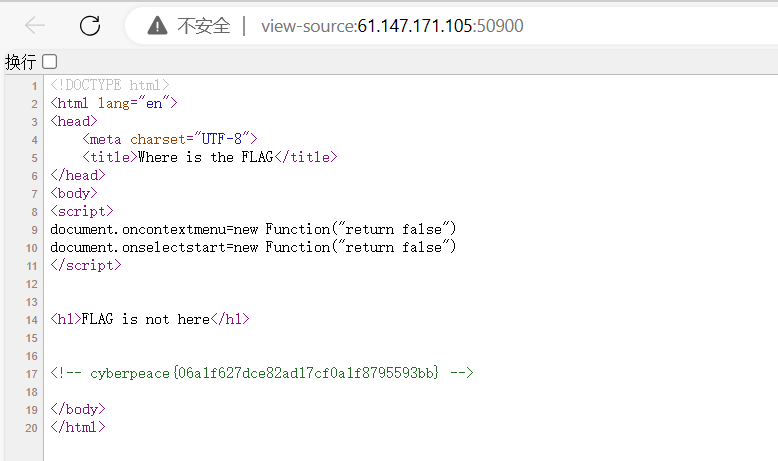 不安全 | view-source:61.147.171.105:50900
换行
1 <!DOCTYPE html>
2 <html lang="en">
3 <head>
4 <meta charset="UTF-8">
5 <title>Where is the FLAG</title>
6 </head>
7 <body>
8 <script>
9 document.oncontextmenu=new Function("return false")
10 document.onselectstart=new Function("return false")
11 </script>
12
13
14 <h1>FLAG is not here</h1>
15
16
17 <!-- cyberpeace{06a1f627dce82ad17cf0a1f8795593bb} -->
18
19 </body>
20 </html>